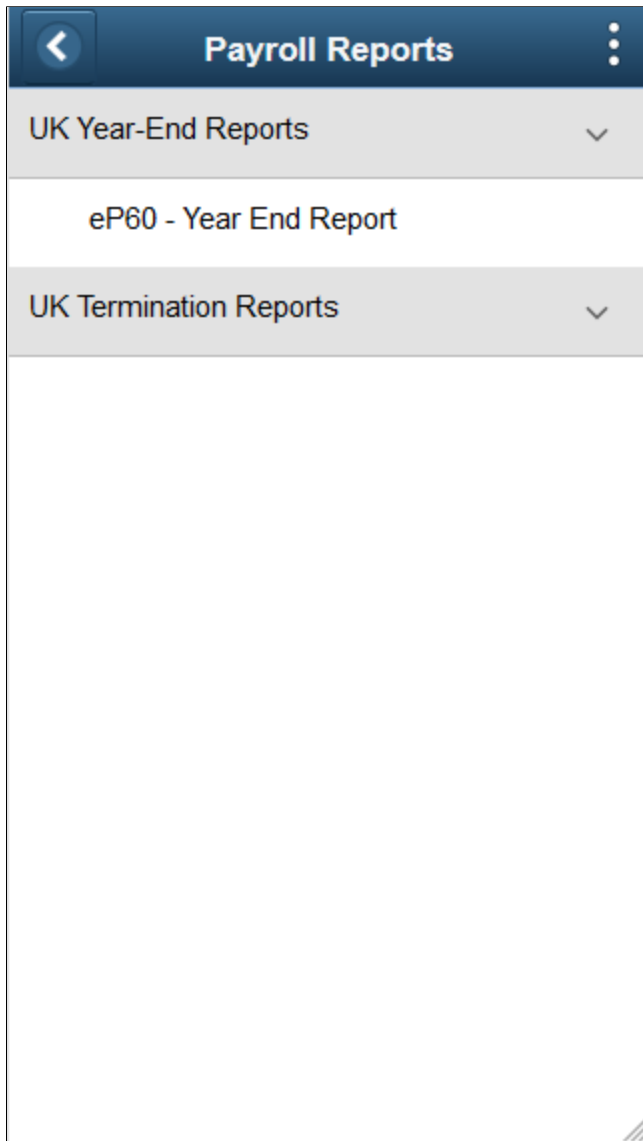 Payroll Reports
UK Year-End Reports
eP60 - Year End Report
UK Termination Reports